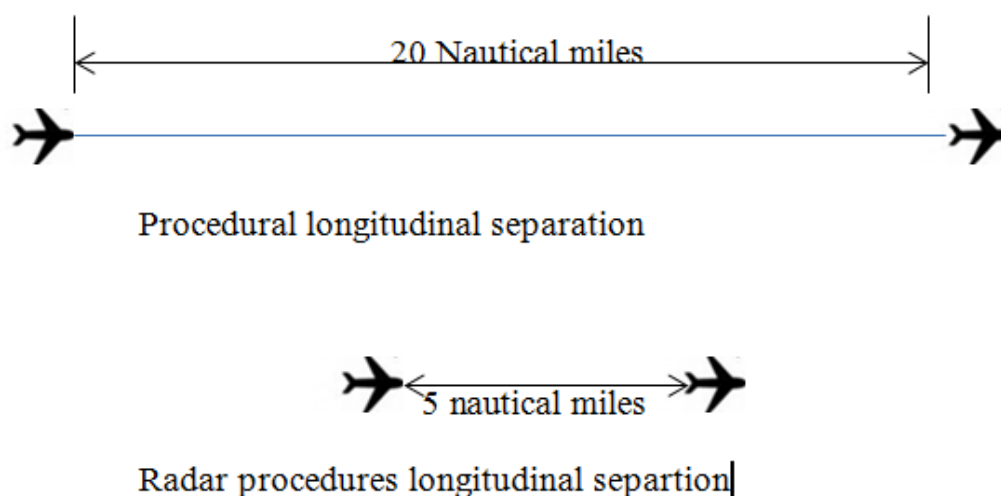 20 Nautical miles
Procedural longitudinal separation
5 nautical miles
Radar procedures longitudinal separtion